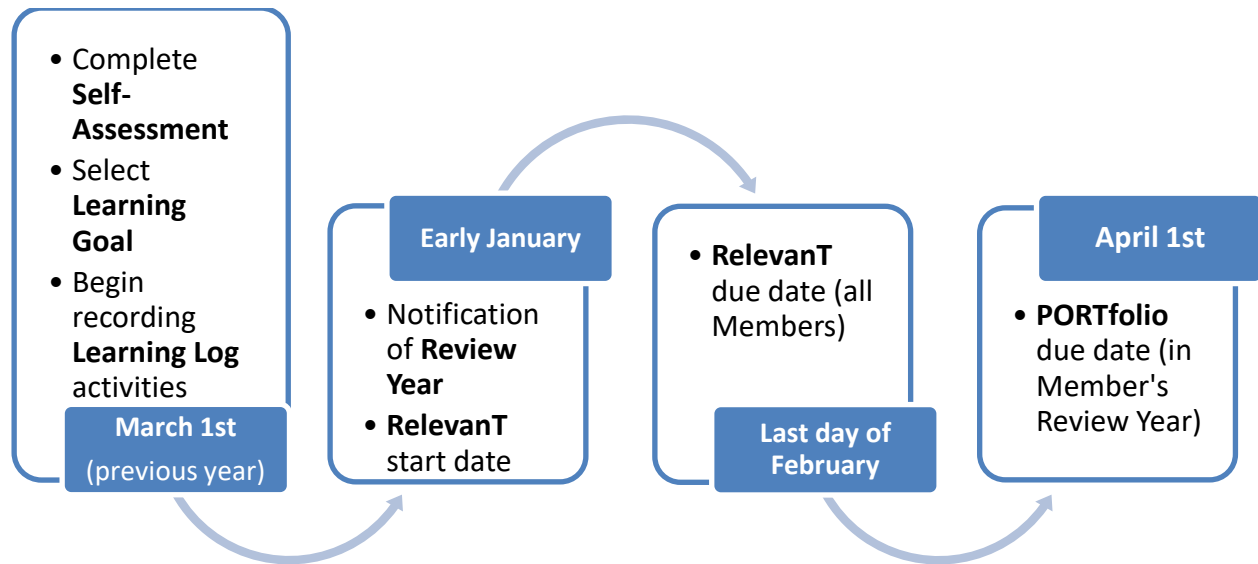 • Complete
Self-
Assessment
• Select
Learning
Goal
• Begin
recording
Learning Log
activities
March 1st
(previous year)
Early January
• Notification
of Review
Year
• RelevanT
start date
• RelevanT
due date (all
Members)
Last day of
February
April 1st
• PORTfolio
due date (in
Member's
Review Year)